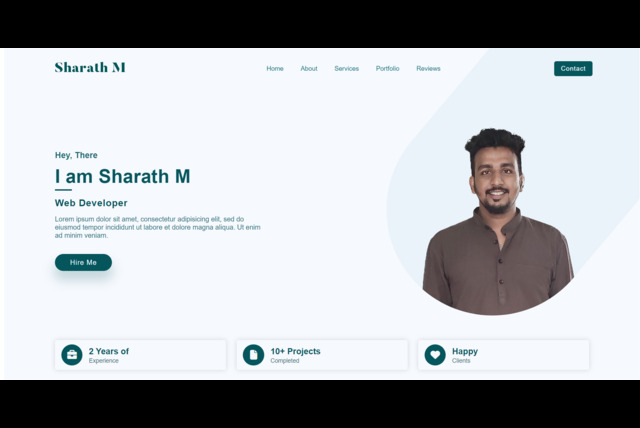 Sharath M
Home About Services Portfolio Reviews
Contact
Hey, There
I am Sharath M
Web Developer
Lorem ipsum dolor sit amet, consectetur adipisicing elit, sed do
eiusmod tempor incididunt ut labore et dolore magna aliqua. Ut enim
ad minim veniam.
Hire Me
2 Years of
Experience
10+ Projects
Completed
Happy
Clients